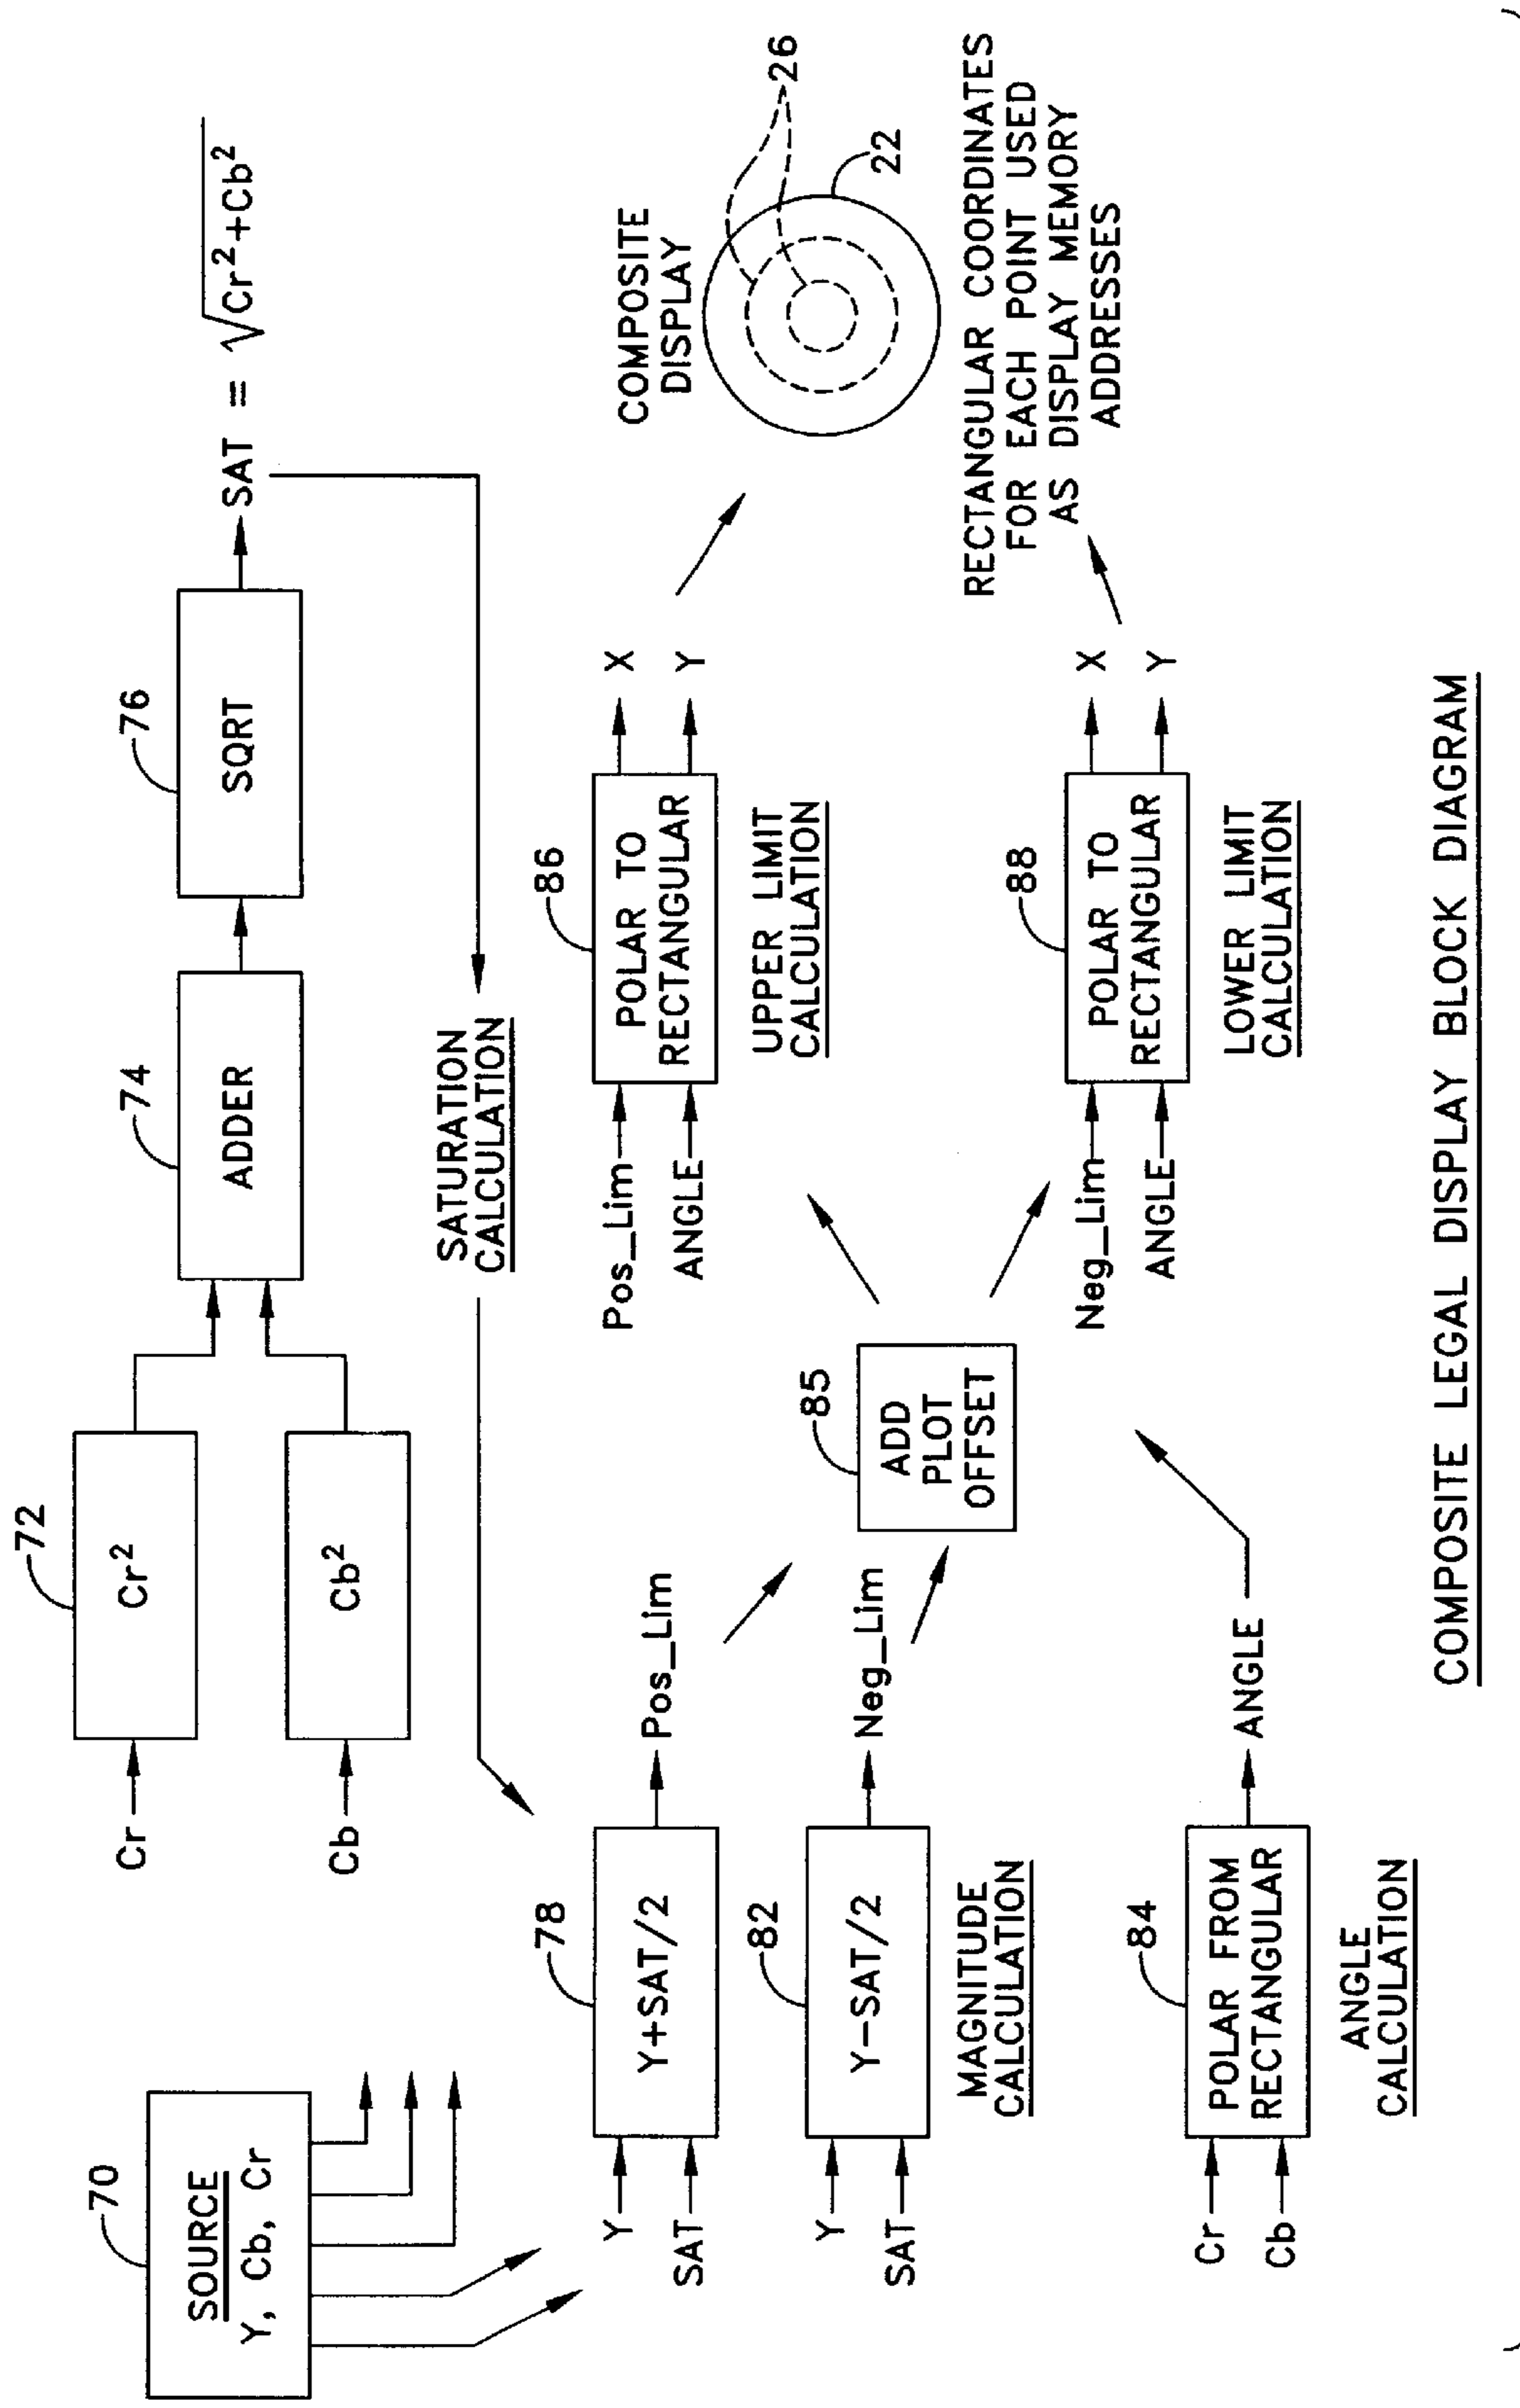 70
SOURCE
Y, Cb, Cr
Cr
72
Cr²
Cb
Cb²
74
ADDER
76
SQRT
SAT = √Cr²+Cb²
SATURATION
CALCULATION
Y
SAT
78
Y+SAT/2
Pos_Lim
Y
SAT
82
Y−SAT/2
Neg_Lim
MAGNITUDE
CALCULATION
Cr
Cb
84
POLAR FROM
RECTANGULAR
ANGLE
ANGLE
CALCULATION
85
ADD
PLOT
OFFSET
Pos_Lim
ANGLE
86
POLAR TO
RECTANGULAR
X
Y
UPPER LIMIT
CALCULATION
Neg_Lim
ANGLE
88
POLAR TO
RECTANGULAR
X
Y
LOWER LIMIT
CALCULATION
COMPOSITE
DISPLAY
26
22
RECTANGULAR COORDINATES
FOR EACH POINT USED
AS DISPLAY MEMORY
ADDRESSES
COMPOSITE LEGAL DISPLAY BLOCK DIAGRAM